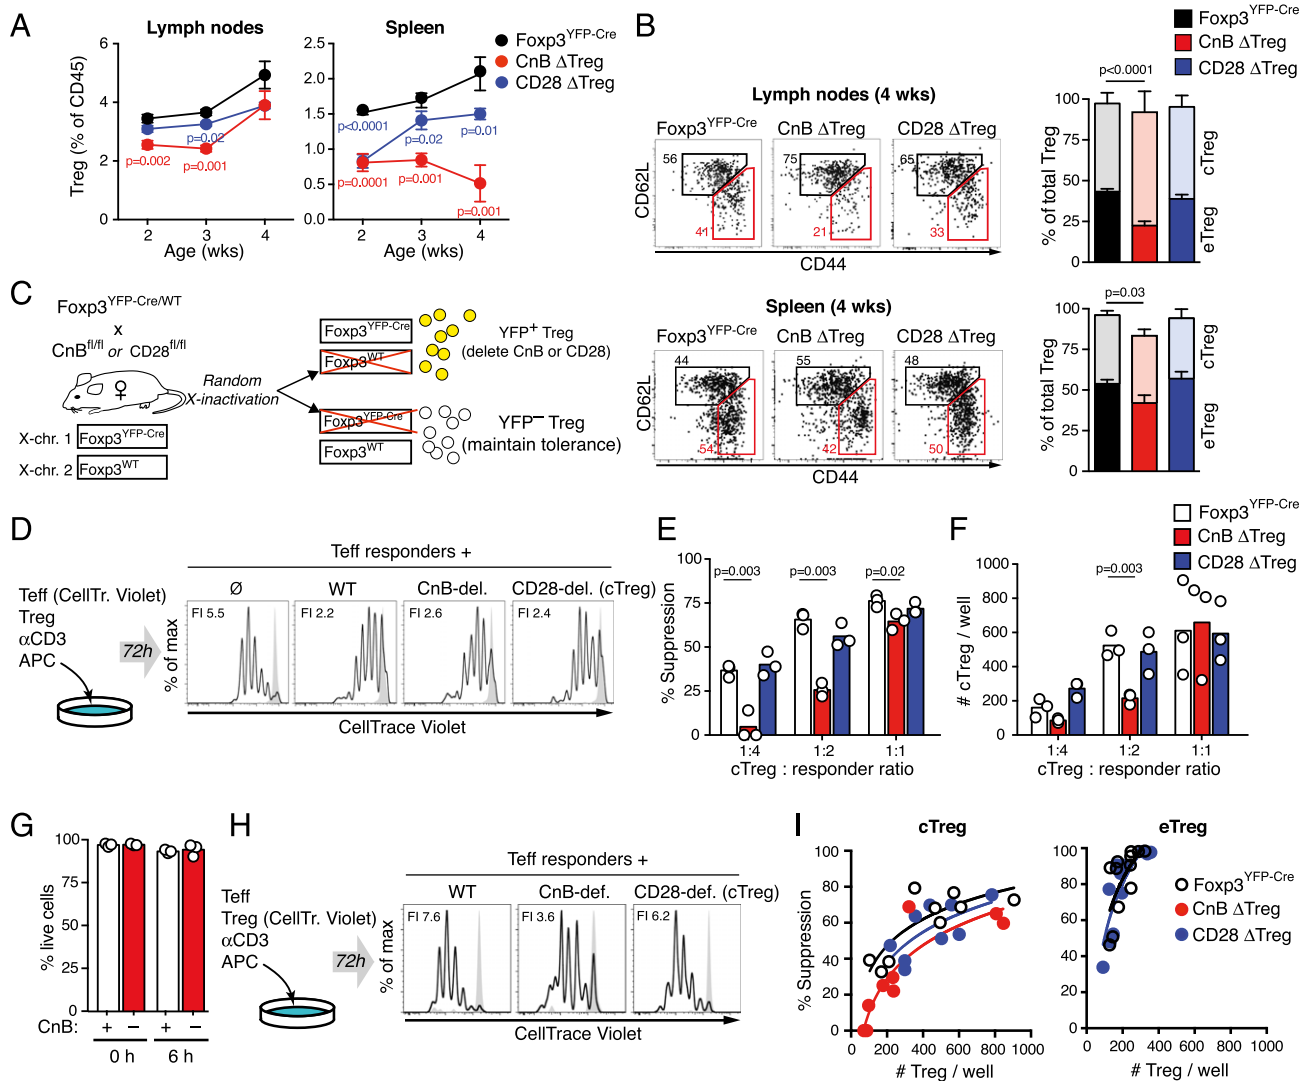 A
Lymph nodes
Spleen
Treg (% of CD45)
6
4
2
0
p=0.002
p=0.02
p=0.001
2 3 4
Age (wks)
2.5
2.0
1.5
1.0
0.5
0.0
p<0.0001
p=0.02
p=0.01
p=0.0001
p=0.001
p=0.001
2 3 4
Age (wks)
Foxp3YFP-Cre
CnB ΔTreg
CD28 ΔTreg
B
Foxp3YFP-Cre
CnB ΔTreg
CD28 ΔTreg
Lymph nodes (4 wks)
Foxp3YFP-Cre CnB ΔTreg CD28 ΔTreg
CD62L
56 75 65
41 21 33
CD44
p<0.0001
% of total Treg
100
75
50
25
0
cTreg
eTreg
Spleen (4 wks)
Foxp3YFP-Cre CnB ΔTreg CD28 ΔTreg
CD62L
44 55 48
54 42 50
CD44
p=0.03
% of total Treg
100
75
50
25
0
cTreg
eTreg
C
Foxp3YFP-Cre/WT
x
CnBfl/fl or CD28fl/fl
♀
Random
X-inactivation
X-chr. 1 Foxp3YFP-Cre
X-chr. 2 Foxp3WT
Foxp3YFP-Cre
Foxp3WT
YFP+ Treg
(delete CnB or CD28)
Foxp3YFP-Cre
Foxp3WT
YFP− Treg
(maintain tolerance)
D
Teff (CellTr. Violet)
Treg
αCD3
APC
72h
Teff responders +
Ø WT CnB-del. CD28-del. (cTreg)
% of max
FI 5.5 FI 2.2 FI 2.6 FI 2.4
CellTrace Violet
E
% Suppression
100
75
50
25
0
p=0.003 p=0.003 p=0.02
1:4 1:2 1:1
cTreg : responder ratio
F
Foxp3YFP-Cre
CnB ΔTreg
CD28 ΔTreg
# cTreg / well
1000
800
600
400
200
0
p=0.003
1:4 1:2 1:1
cTreg : responder ratio
G
% live cells
100
75
50
25
0
CnB: + − + −
0 h 6 h
H
Teff
Treg (CellTr. Violet)
αCD3
APC
72h
Teff responders +
WT CnB-def. CD28-def. (cTreg)
% of max
FI 7.6 FI 3.6 FI 6.2
CellTrace Violet
I
cTreg
% Suppression
100
80
60
40
20
0
0 200 400 600 800 1000
# Treg / well
eTreg
100
80
60
40
20
0
0 200 400 600 800 1000
# Treg / well
Foxp3YFP-Cre
CnB ΔTreg
CD28 ΔTreg